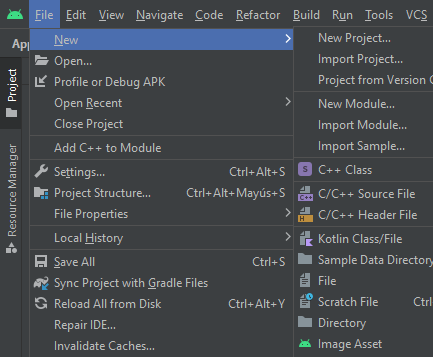 File Edit View Navigate Code Refactor Build Run Tools VCS
Ap
Project
Resource Manager
New
Open...
Profile or Debug APK
Open Recent
Close Project
Add C++ to Module
Settings... Ctrl+Alt+S
Project Structure... Ctrl+Alt+Mayús+S
File Properties
Local History
Save All Ctrl+S
Sync Project with Gradle Files
Reload All from Disk Ctrl+Alt+Y
Repair IDE...
Invalidate Caches...
New Project...
Import Project...
Project from Version C
New Module...
Import Module...
Import Sample...
S C++ Class
C++ C/C++ Source File
H C/C++ Header File
Kotlin Class/File
Sample Data Directory
File
Scratch File Ctrl
Directory
Image Asset